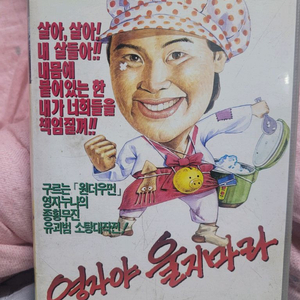 살아, 살아!
내 살들아!!
내몸에
붙어있는 한
내가 너희들을
책임질께!!
구르는 「원더우먼」
영자누나의
종횡무진
유괴범 소탕대작전!
영자야 울지마라